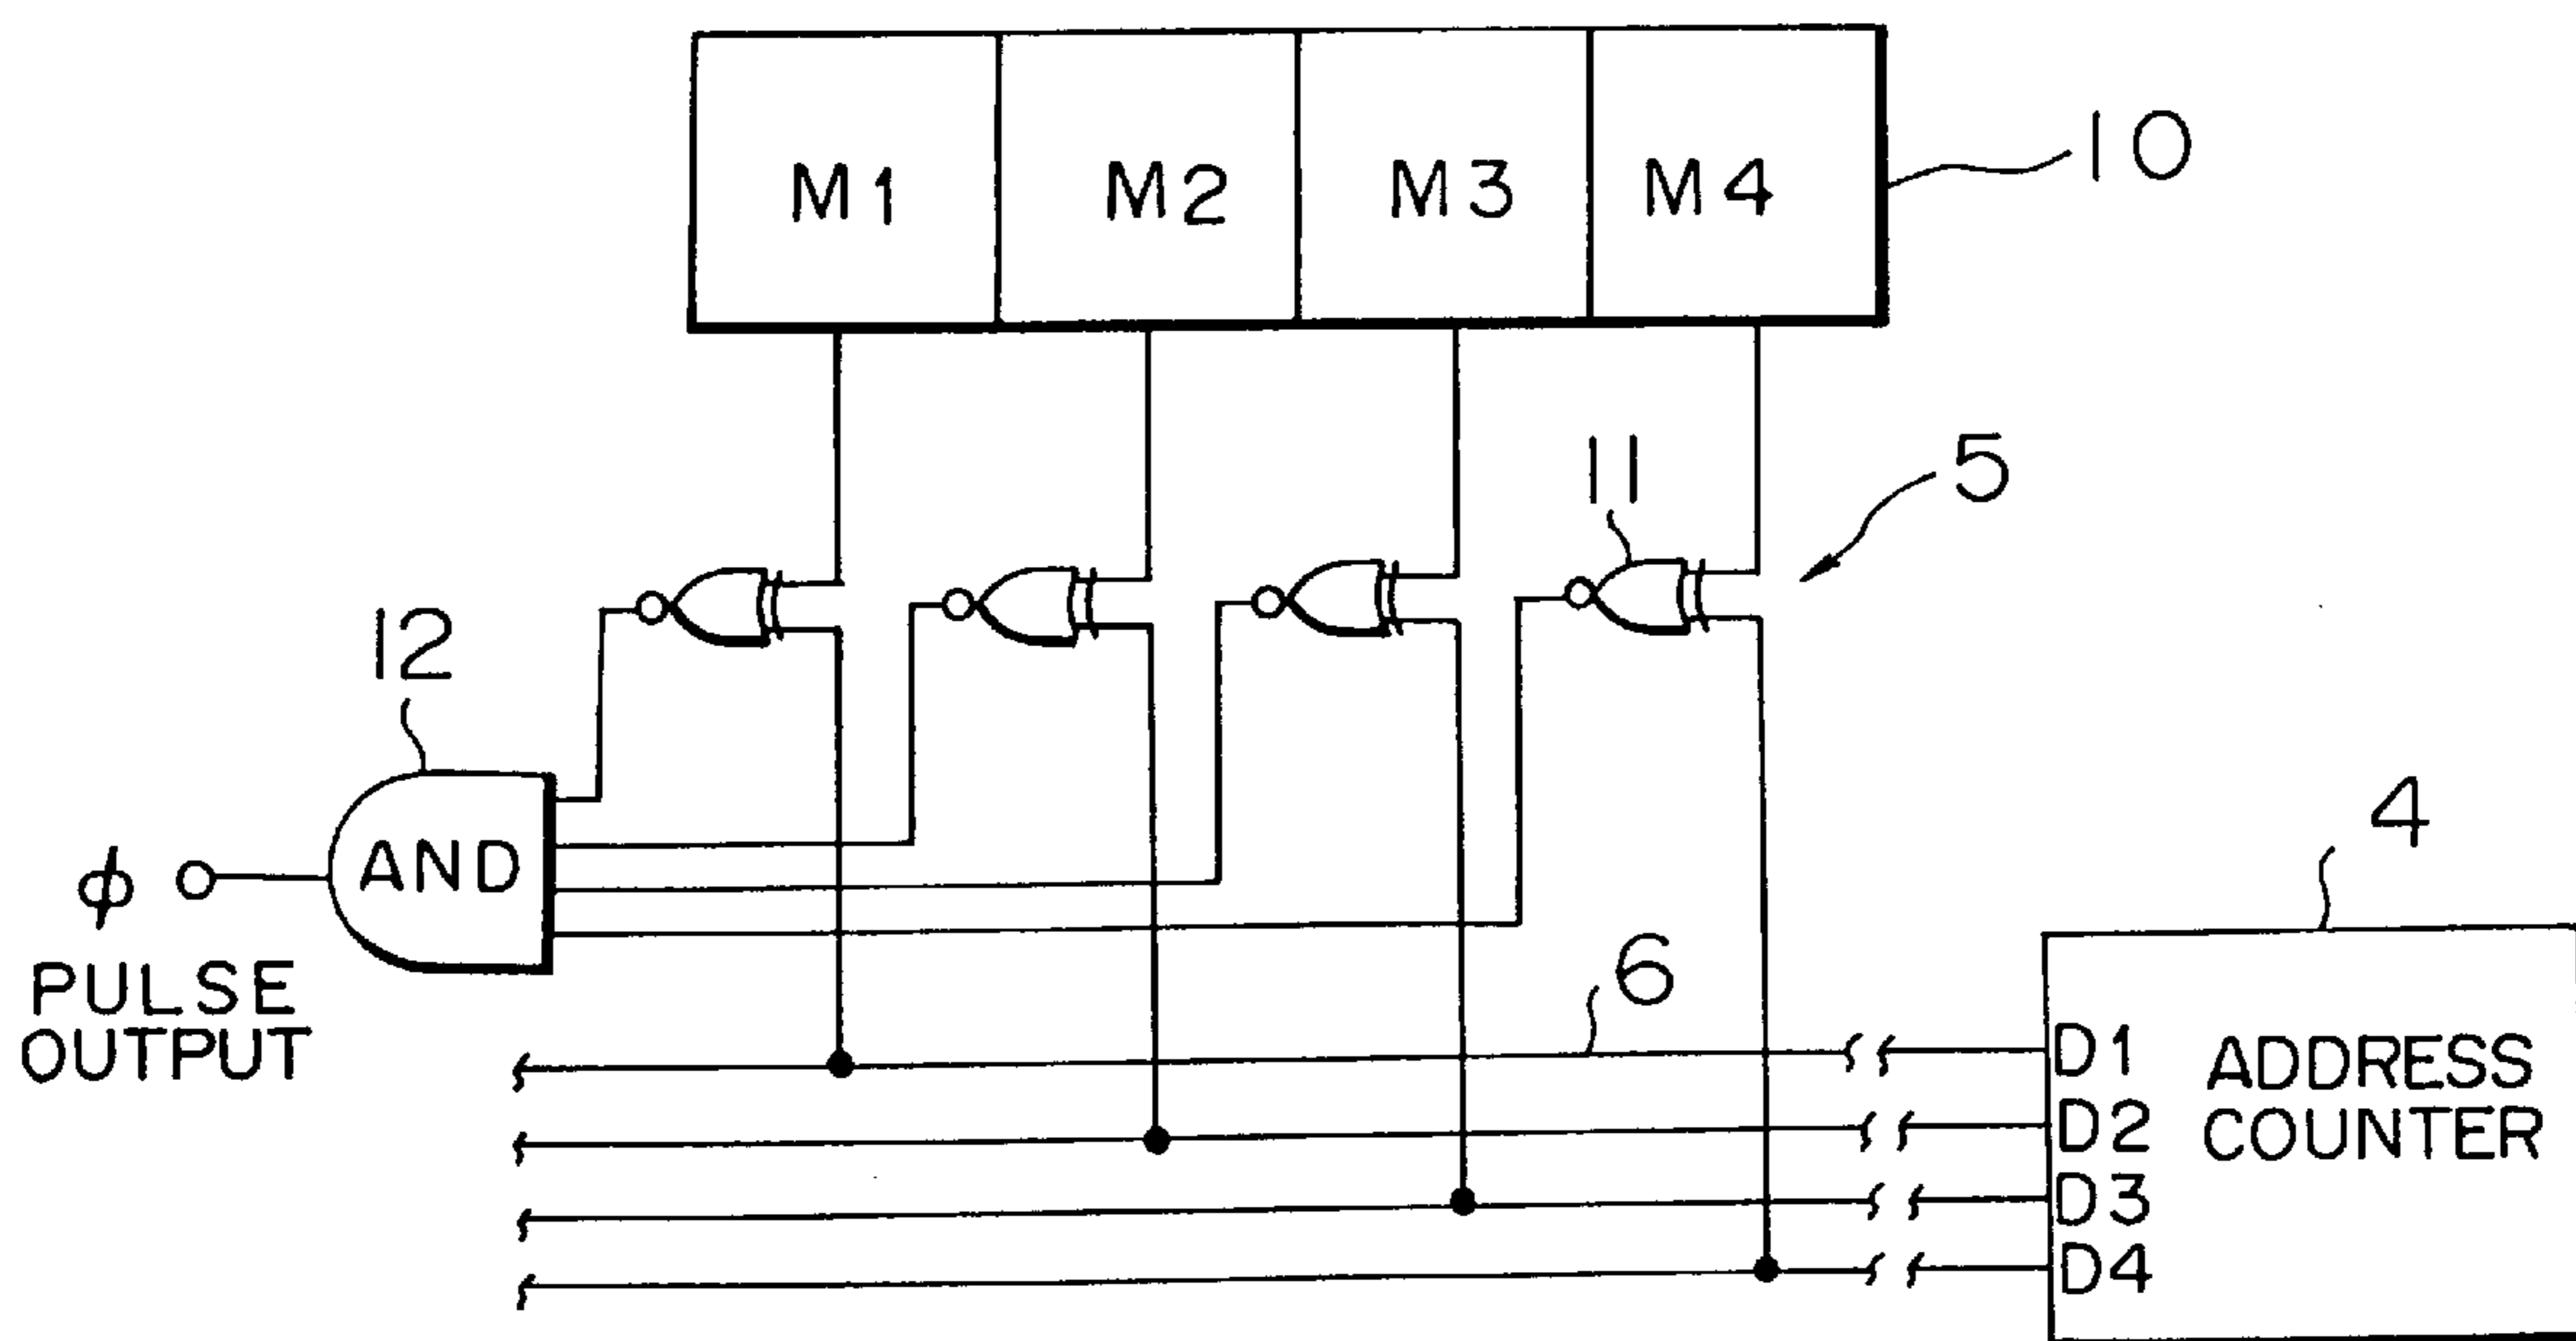 M1 M2 M3 M4
10
11
5
12
4
AND
φ
PULSE
OUTPUT
6
D1
D2
D3
D4
ADDRESS
COUNTER